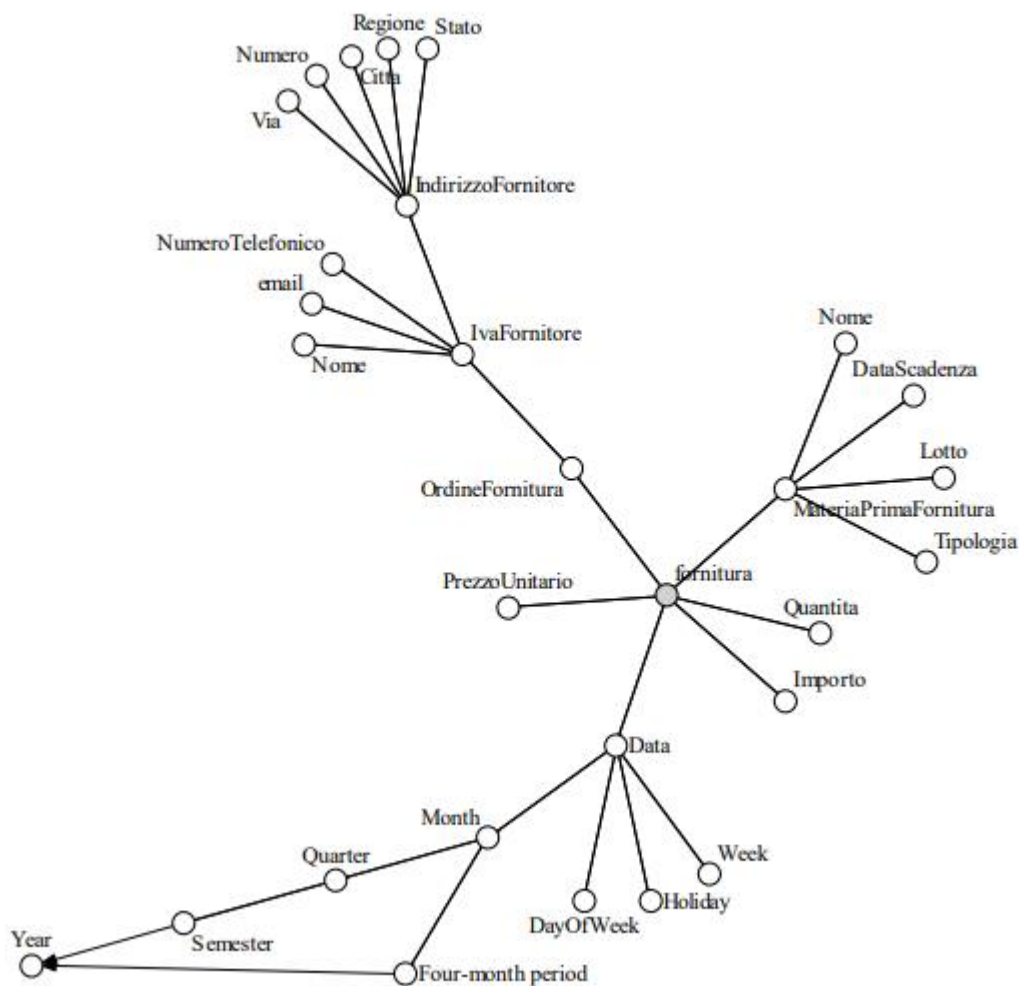 Regione
Stato
Numero
Citta
Via
IndirizzoFornitore
NumeroTelefonico
email
IvaFornitore
Nome
Nome
DataScadenza
Lotto
OrdineFornitura
MateriaPrimaFornitura
Tipologia
fornitura
PrezzoUnitario
Quantita
Importo
Data
Month
Quarter
Week
DayOfWeek
Holiday
Year
Semester
Four-month period